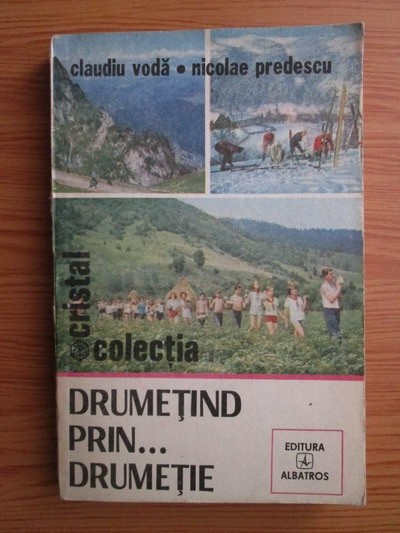 claudiu vodă • nicolae predescu
cristal
colecția
DRUMEȚIND
PRIN...
DRUMEȚIE
EDITURA
ALBATROS